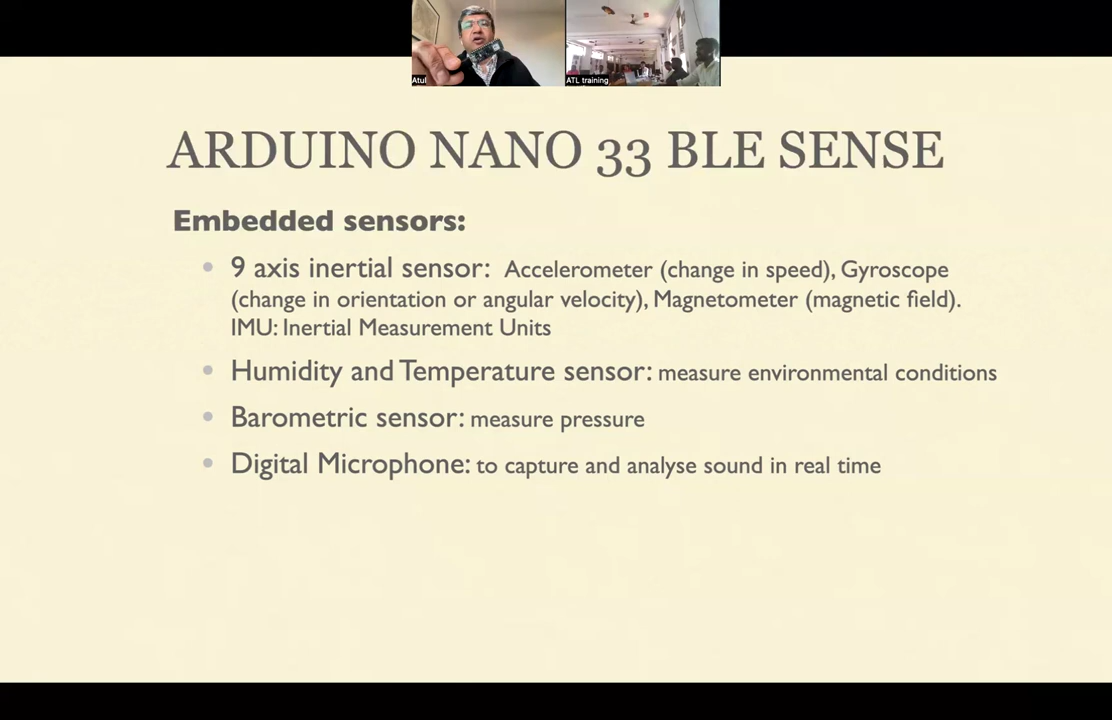 Atul
ATL training
ARDUINO NANO 33 BLE SENSE
Embedded sensors:
• 9 axis inertial sensor: Accelerometer (change in speed), Gyroscope
(change in orientation or angular velocity), Magnetometer (magnetic field).
IMU: Inertial Measurement Units
• Humidity and Temperature sensor: measure environmental conditions
• Barometric sensor: measure pressure
• Digital Microphone: to capture and analyse sound in real time